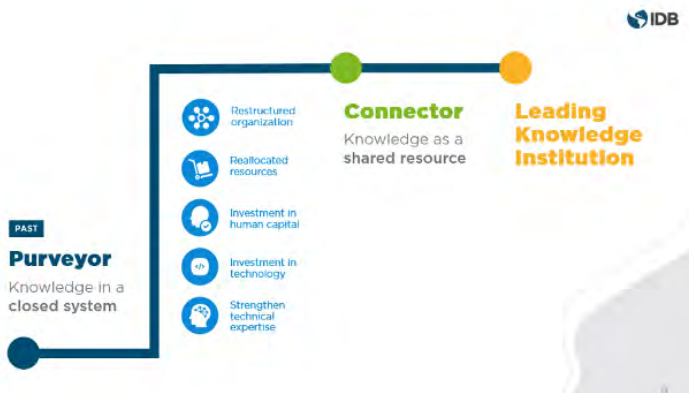 IDB
Restructured
organization
Reallocated
resources
Investment in
human capital
Investment in
technology
Strengthen
technical
expertise
Connector
Knowledge as a
shared resource
Leading
Knowledge
Institution
PAST
Purveyor
Knowledge in a
closed system